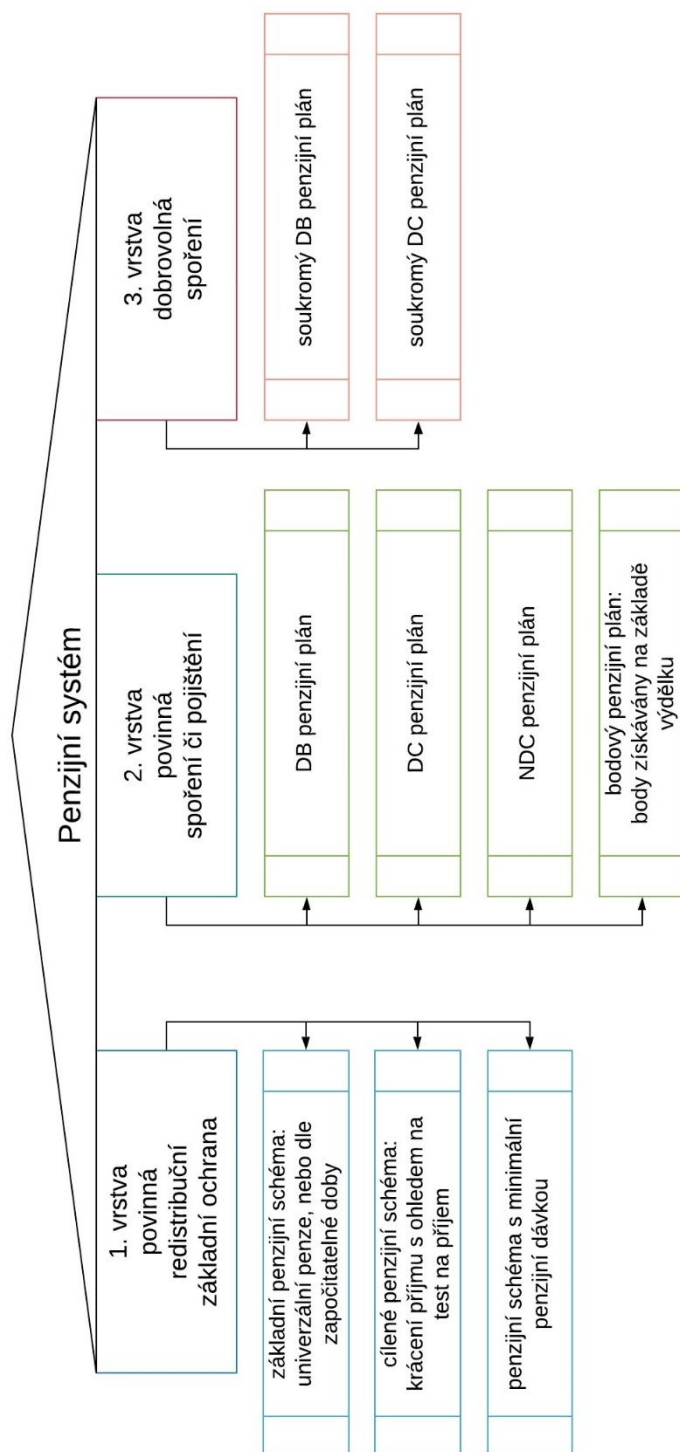 Penzijní systém
1. vrstva
povinná
redistribuční
základní ochrana
základní penzijní schéma:
univerzální penze, nebo dle
započitatelné doby
cílené penzijní schéma:
krácení příjmu s ohledem na
test na příjem
penzijní schéma s minimální
penzijní dávkou
2. vrstva
povinná
spoření či pojištění
DB penzijní plán
DC penzijní plán
NDC penzijní plán
bodový penzijní plán:
body získávány na základě
výdělku
3. vrstva
dobrovolná
spoření
soukromý DB penzijní plán
soukromý DC penzijní plán